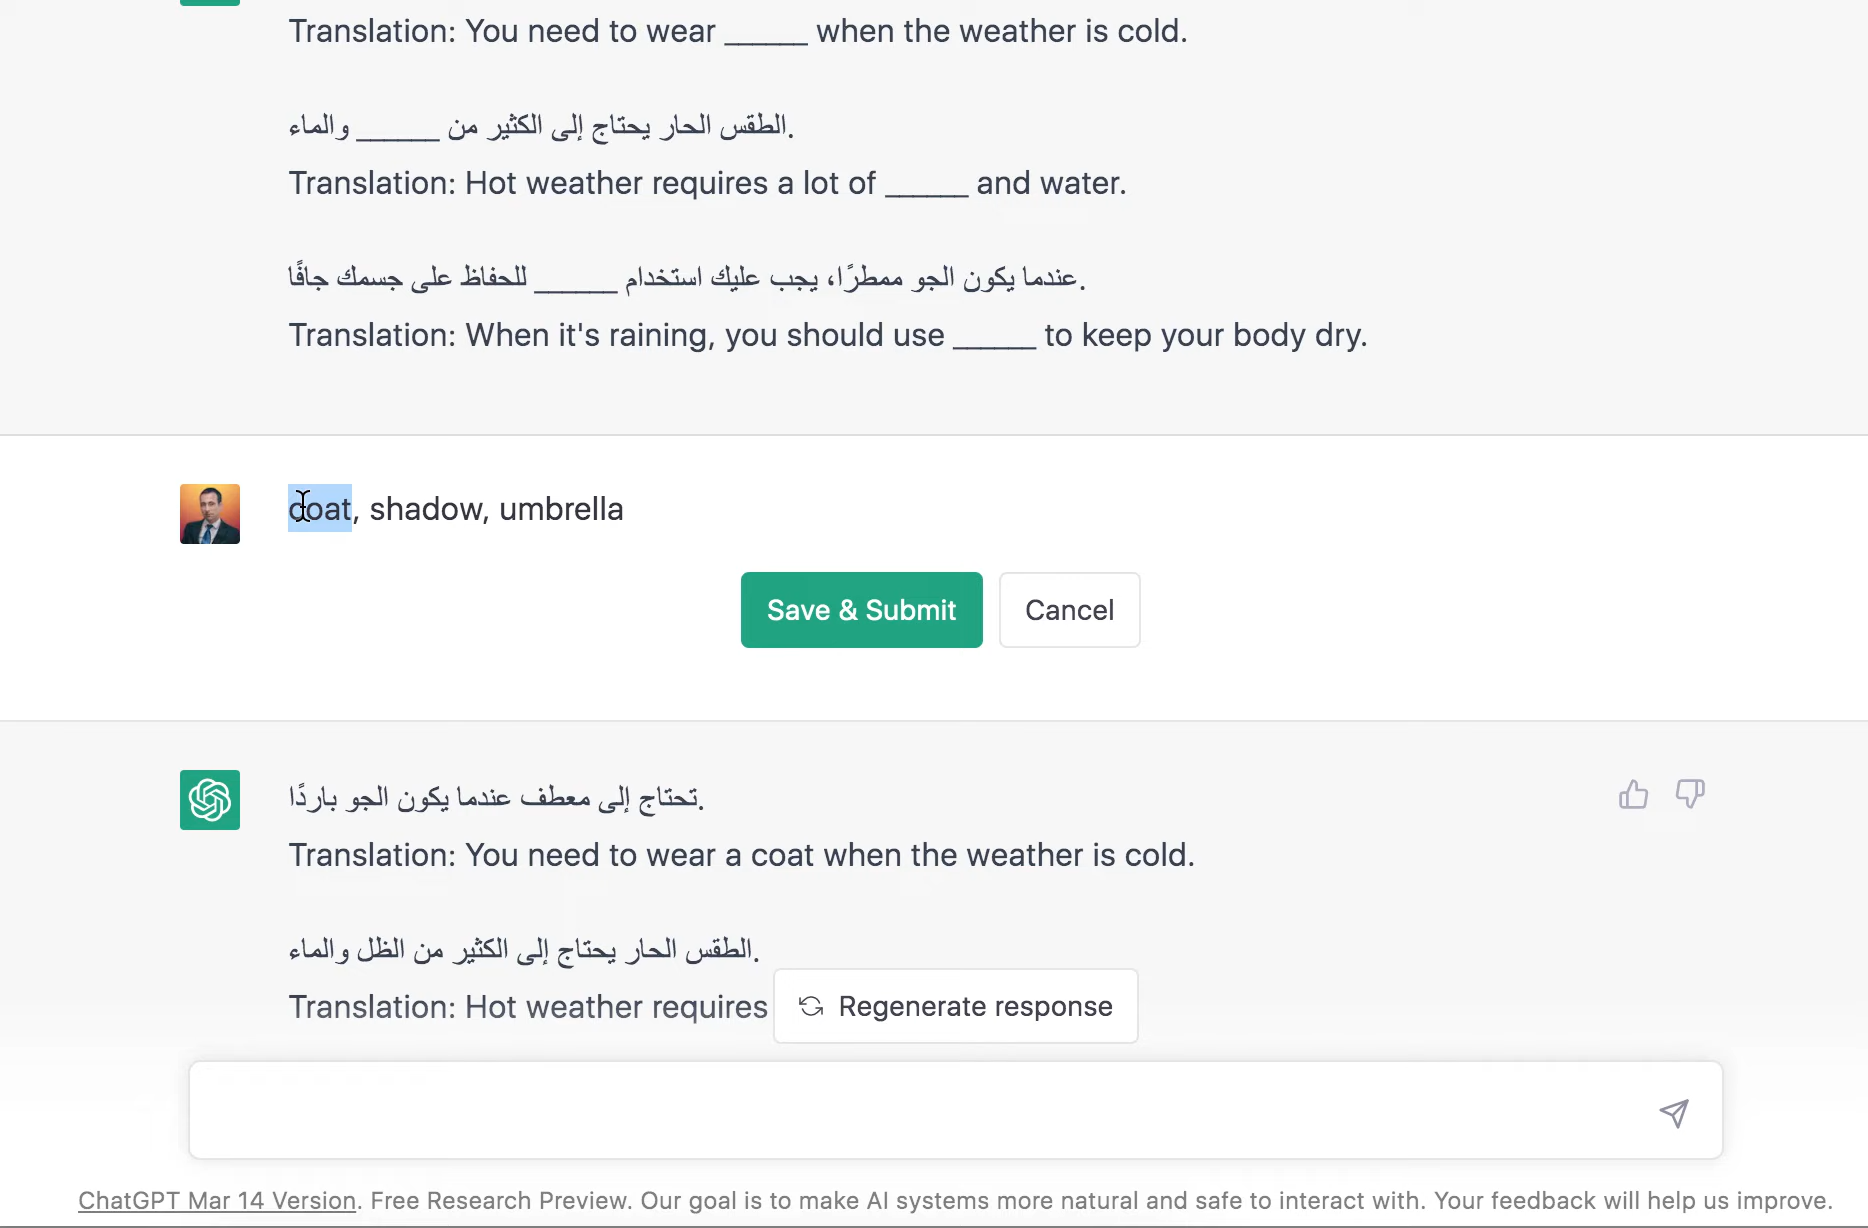 Translation: You need to wear ______ when the weather is cold.
الطقس الحار يحتاج إلى الكثير من ______ والماء.
Translation: Hot weather requires a lot of ______ and water.
عندما يكون الجو ممطرًا، يجب عليك استخدام ______ للحفاظ على جسمك جافًا.
Translation: When it's raining, you should use ______ to keep your body dry.
coat, shadow, umbrella
Save & Submit
Cancel
تحتاج إلى معطف عندما يكون الجو باردًا.
Translation: You need to wear a coat when the weather is cold.
الطقس الحار يحتاج إلى الكثير من الظل والماء.
Translation: Hot weather requires
Regenerate response
ChatGPT Mar 14 Version. Free Research Preview. Our goal is to make AI systems more natural and safe to interact with. Your feedback will help us improve.